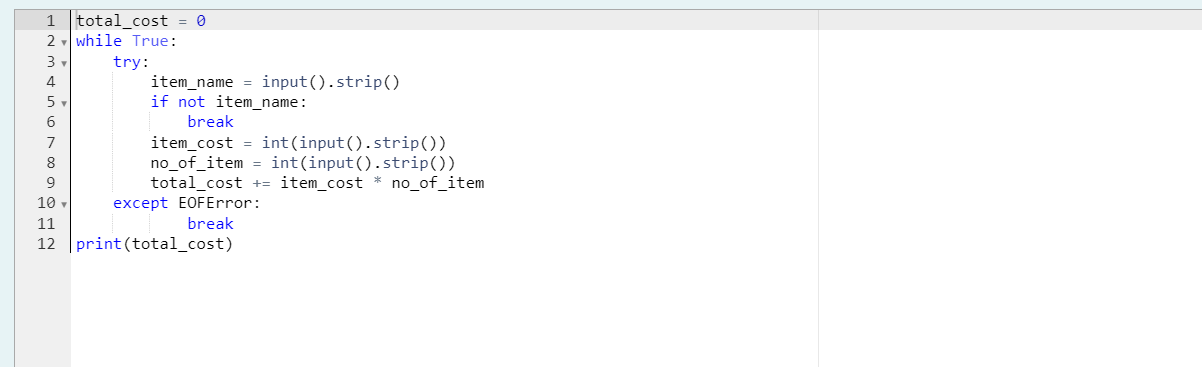 1 total_cost = 0
2 while True:
3     try:
4         item_name = input().strip()
5         if not item_name:
6             break
7         item_cost = int(input().strip())
8         no_of_item = int(input().strip())
9         total_cost += item_cost * no_of_item
10     except EOFError:
11             break
12 print(total_cost)